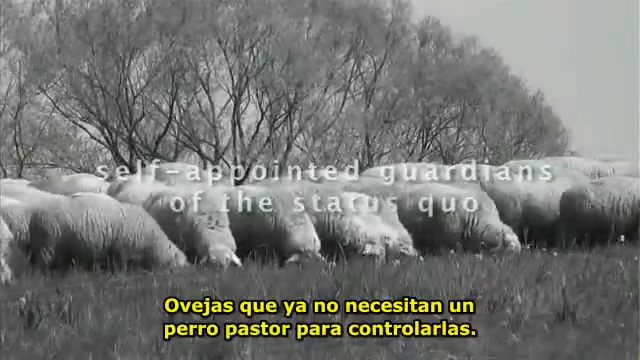 self-appointed guardians
of the status quo
Ovejas que ya no necesitan un
perro pastor para controlarlas.